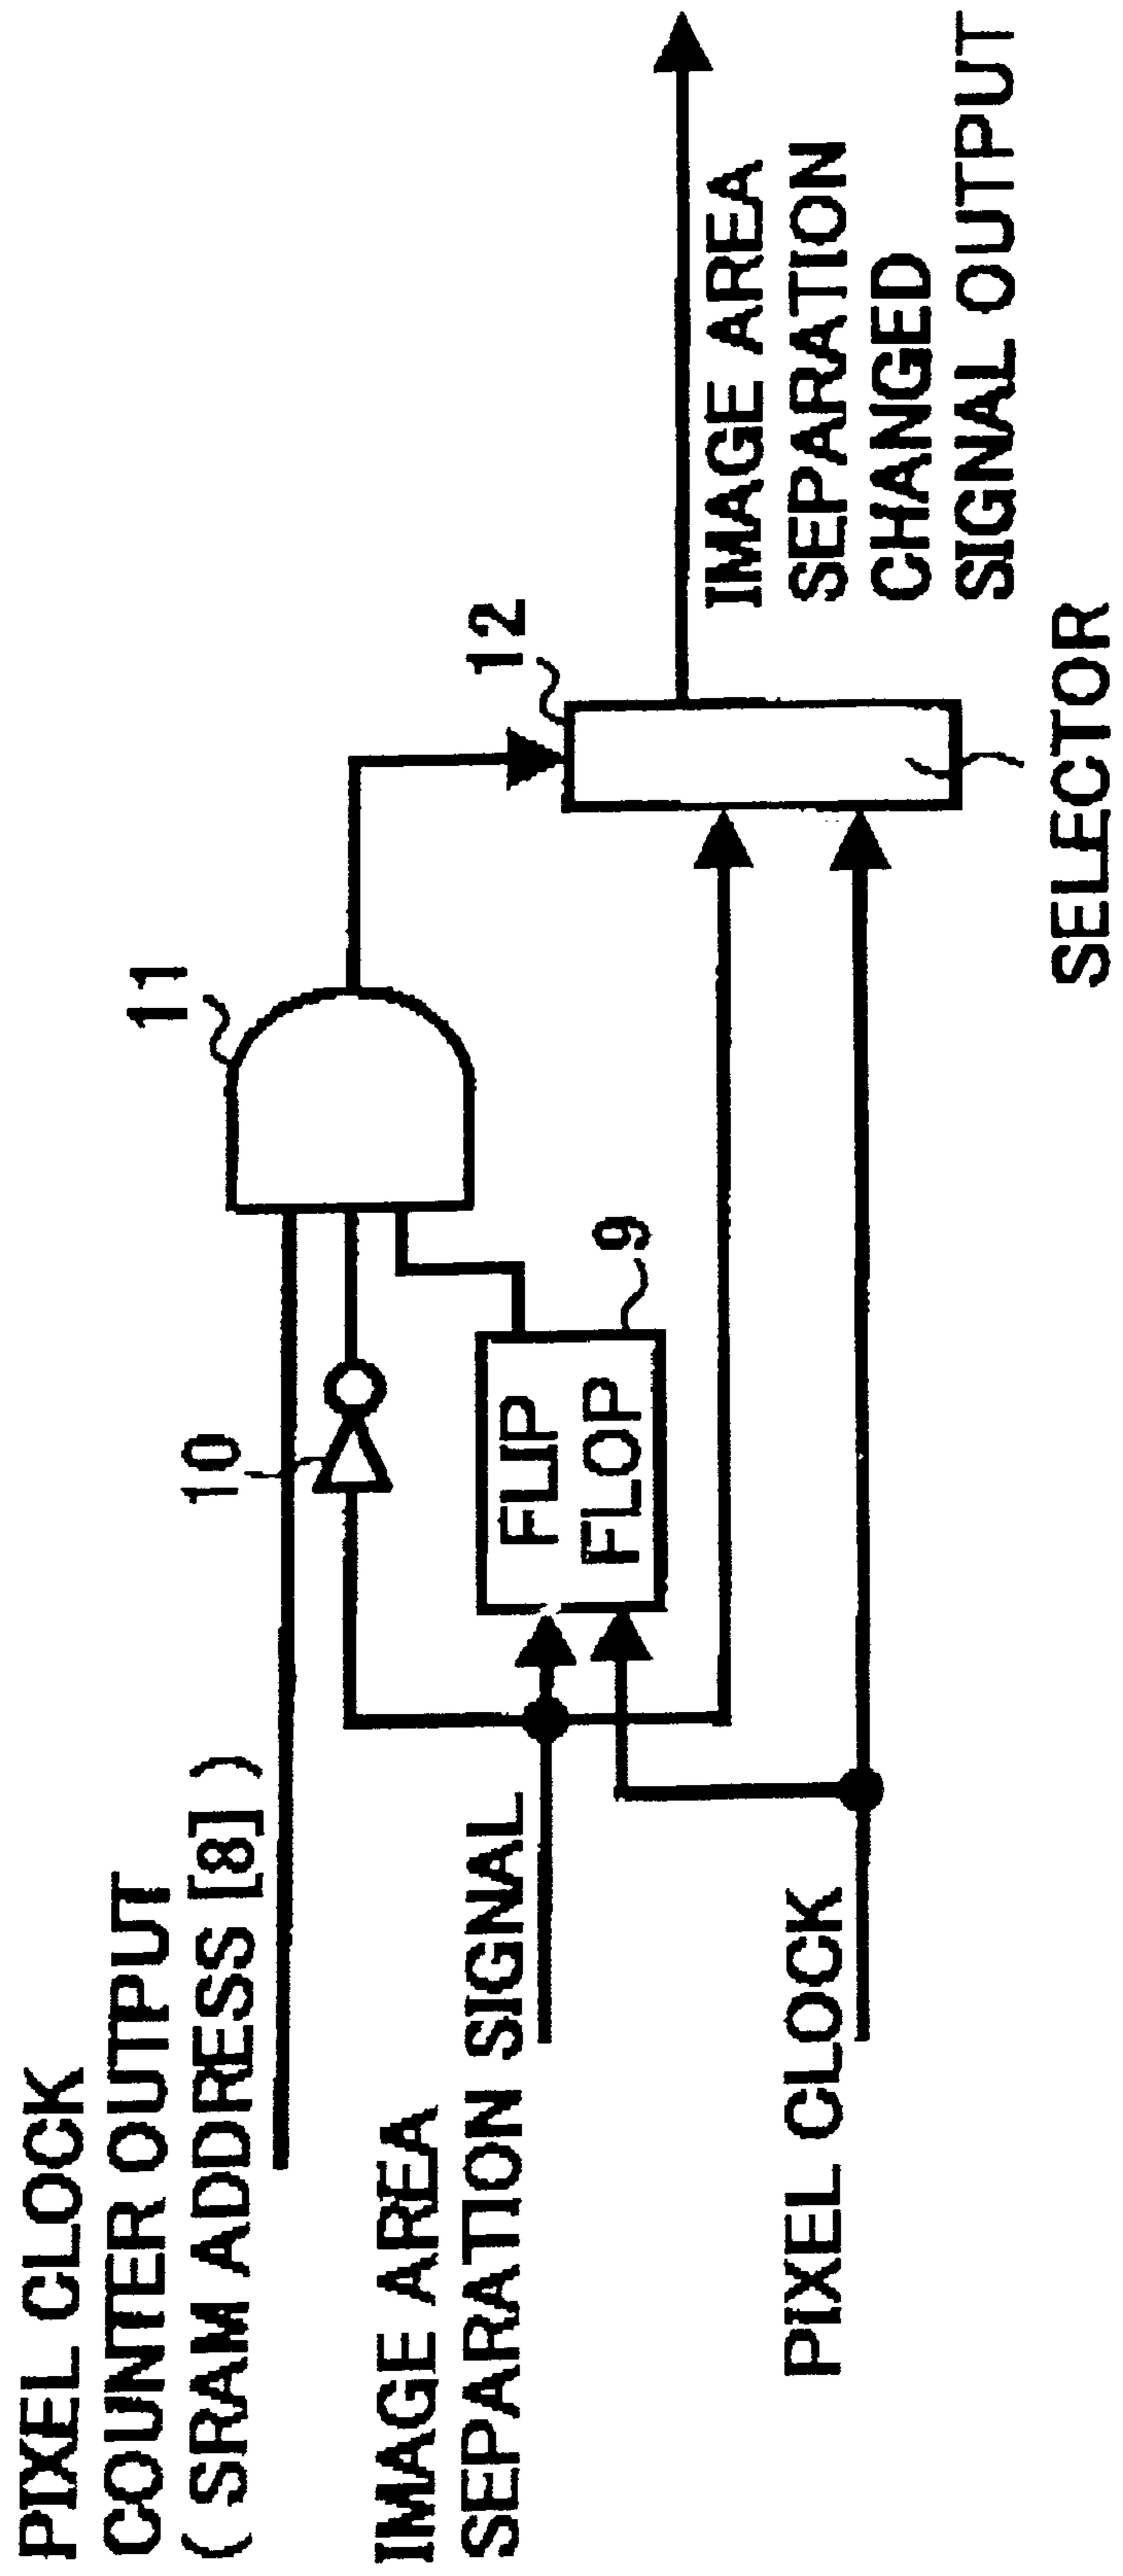 PIXEL CLOCK
COUNTER OUTPUT
( SRAM ADDRESS [8] )
IMAGE AREA
SEPARATION SIGNAL
PIXEL CLOCK
10
FLIP
FLOP
9
11
12
SELECTOR
IMAGE AREA
SEPARATION
CHANGED
SIGNAL OUTPUT